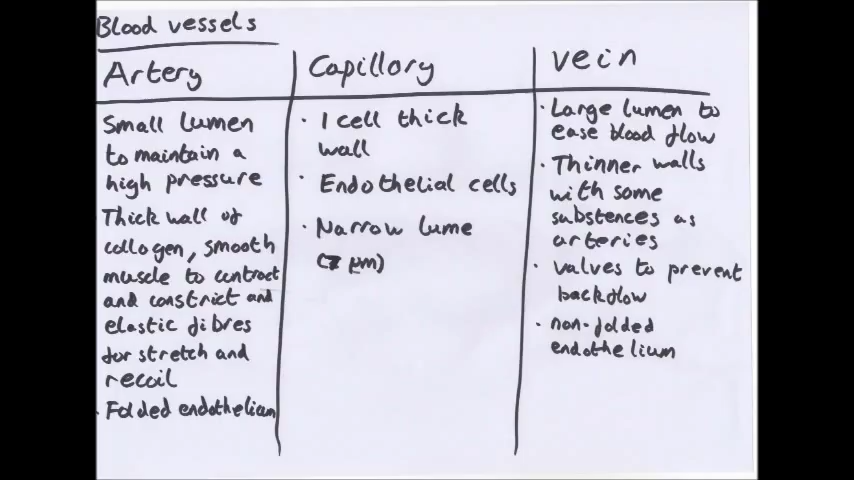 Blood vessels
Artery
Small lumen
to maintain a
high pressure
Thick wall of
collogen, smooth
muscle to contract
and constrict and
elastic fibres
for stretch and
recoil
· Folded endothelium
Capillory
· 1 cell thick
wall
· Endothelial cells
· Narrow lume
(7 µm)
Vein
· Large lumen to
ease blood flow
· Thinner walls
with some
substences as
arteries
· valves to prevent
backflow
· non-folded
endothelium